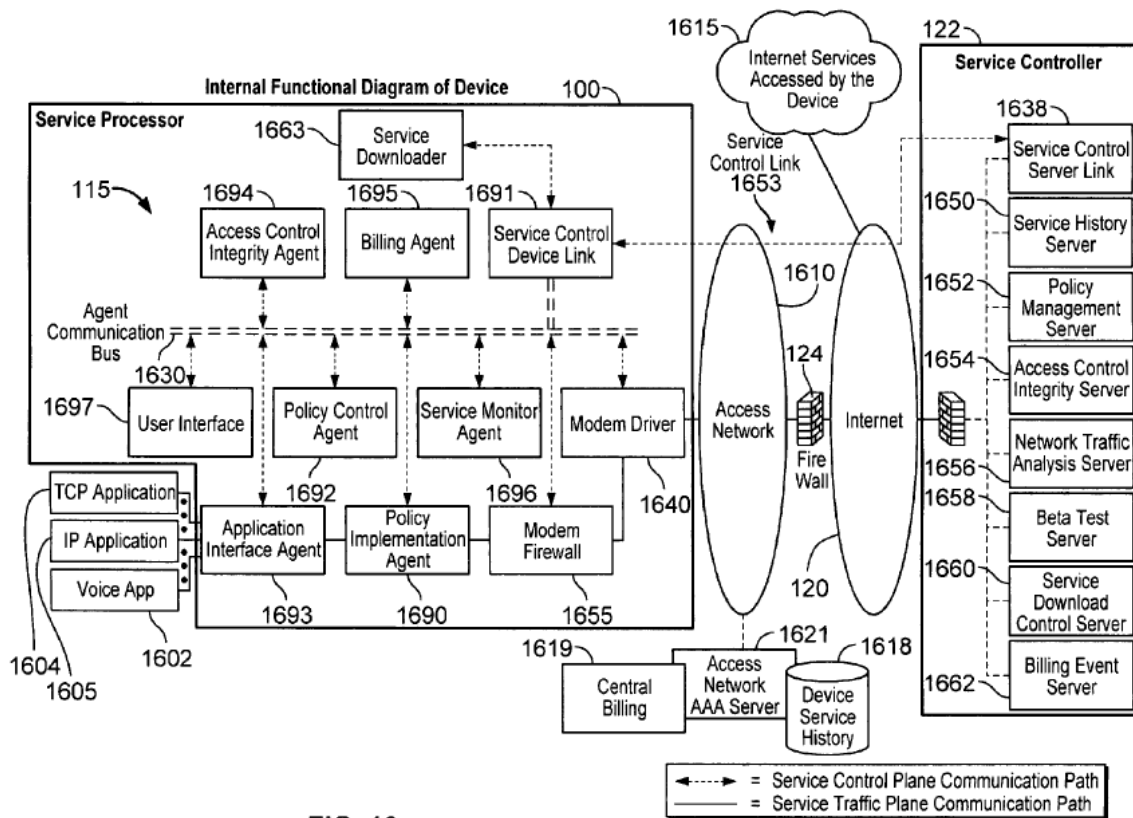 1615
122
Internet Services
Accessed by the
Device
Service Controller
Internal Functional Diagram of Device
100
Service Processor
1663
Service
Downloader
Service
Control Link
1653
1638
Service Control
Server Link
115
1694
Access Control
Integrity Agent
1695
Billing Agent
1691
Service Control
Device Link
1650
Service History
Server
1610
1652
Policy
Management
Server
Agent
Communication
Bus
1630
124
1654
Access Control
Integrity Server
1697
User Interface
Policy Control
Agent
Service Monitor
Agent
Modem Driver
Access
Network
Fire
Wall
Internet
Network Traffic
Analysis Server
1656
1692
1696
1640
1658
Beta Test
Server
TCP Application
IP Application
Voice App
Application
Interface Agent
Policy
Implementation
Agent
Modem
Firewall
120
1660
Service
Download
Control Server
1693
1690
1655
1604
1605
1602
1619
Central
Billing
1621
Access
Network
AAA Server
1618
Device
Service
History
1662
Billing Event
Server
= Service Control Plane Communication Path
= Service Traffic Plane Communication Path